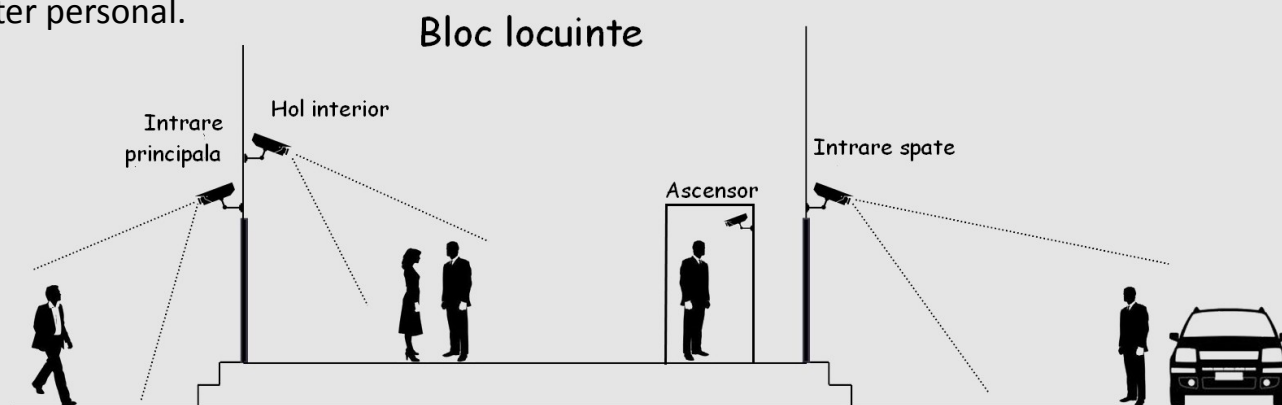 ter personal.
Bloc locuinte
Hol interior
Intrare
principala
Intrare spate
Ascensor